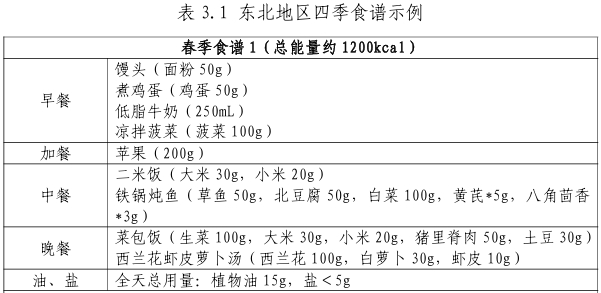 表 3.1 东北地区四季食谱示例
春季食谱 1（总能量约 1200kcal）
早餐
馒头（面粉 50g）
煮鸡蛋（鸡蛋 50g）
低脂牛奶（250mL）
凉拌菠菜（菠菜 100g）
加餐
苹果（200g）
中餐
二米饭（大米 30g，小米 20g）
铁锅炖鱼（草鱼 50g，北豆腐 50g，白菜 100g，黄芪*5g，八角茴香
*3g）
晚餐
菜包饭（生菜 100g，大米 30g，小米 20g，猪里脊肉 50g，土豆 30g）
西兰花虾皮萝卜汤（西兰花 100g，白萝卜 30g，虾皮 10g）
油、盐
全天总用量：植物油 15g，盐＜5g